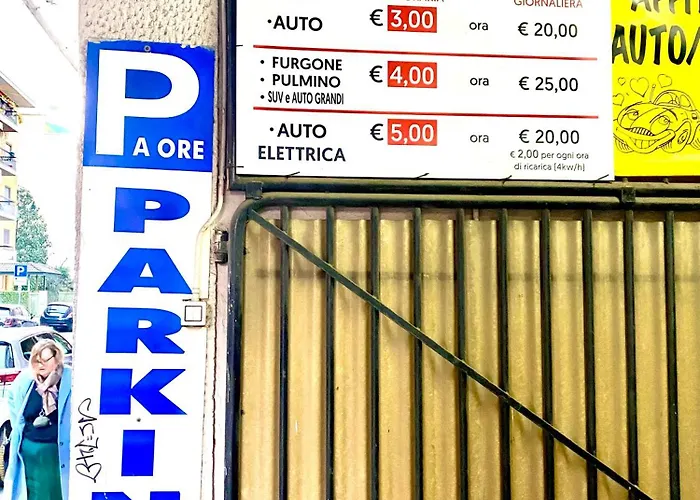 GIORNALIERA
• AUTO € 3,00 ora € 20,00
• FURGONE
• PULMINO
• SUV e AUTO GRANDI
€ 4,00 ora € 25,00
• AUTO
ELETTRICA
€ 5,00 ora € 20,00
€ 2,00 per ogni ora
di ricarica [4kw/h]
AUTO/
P
A ORE
PARKIN
P